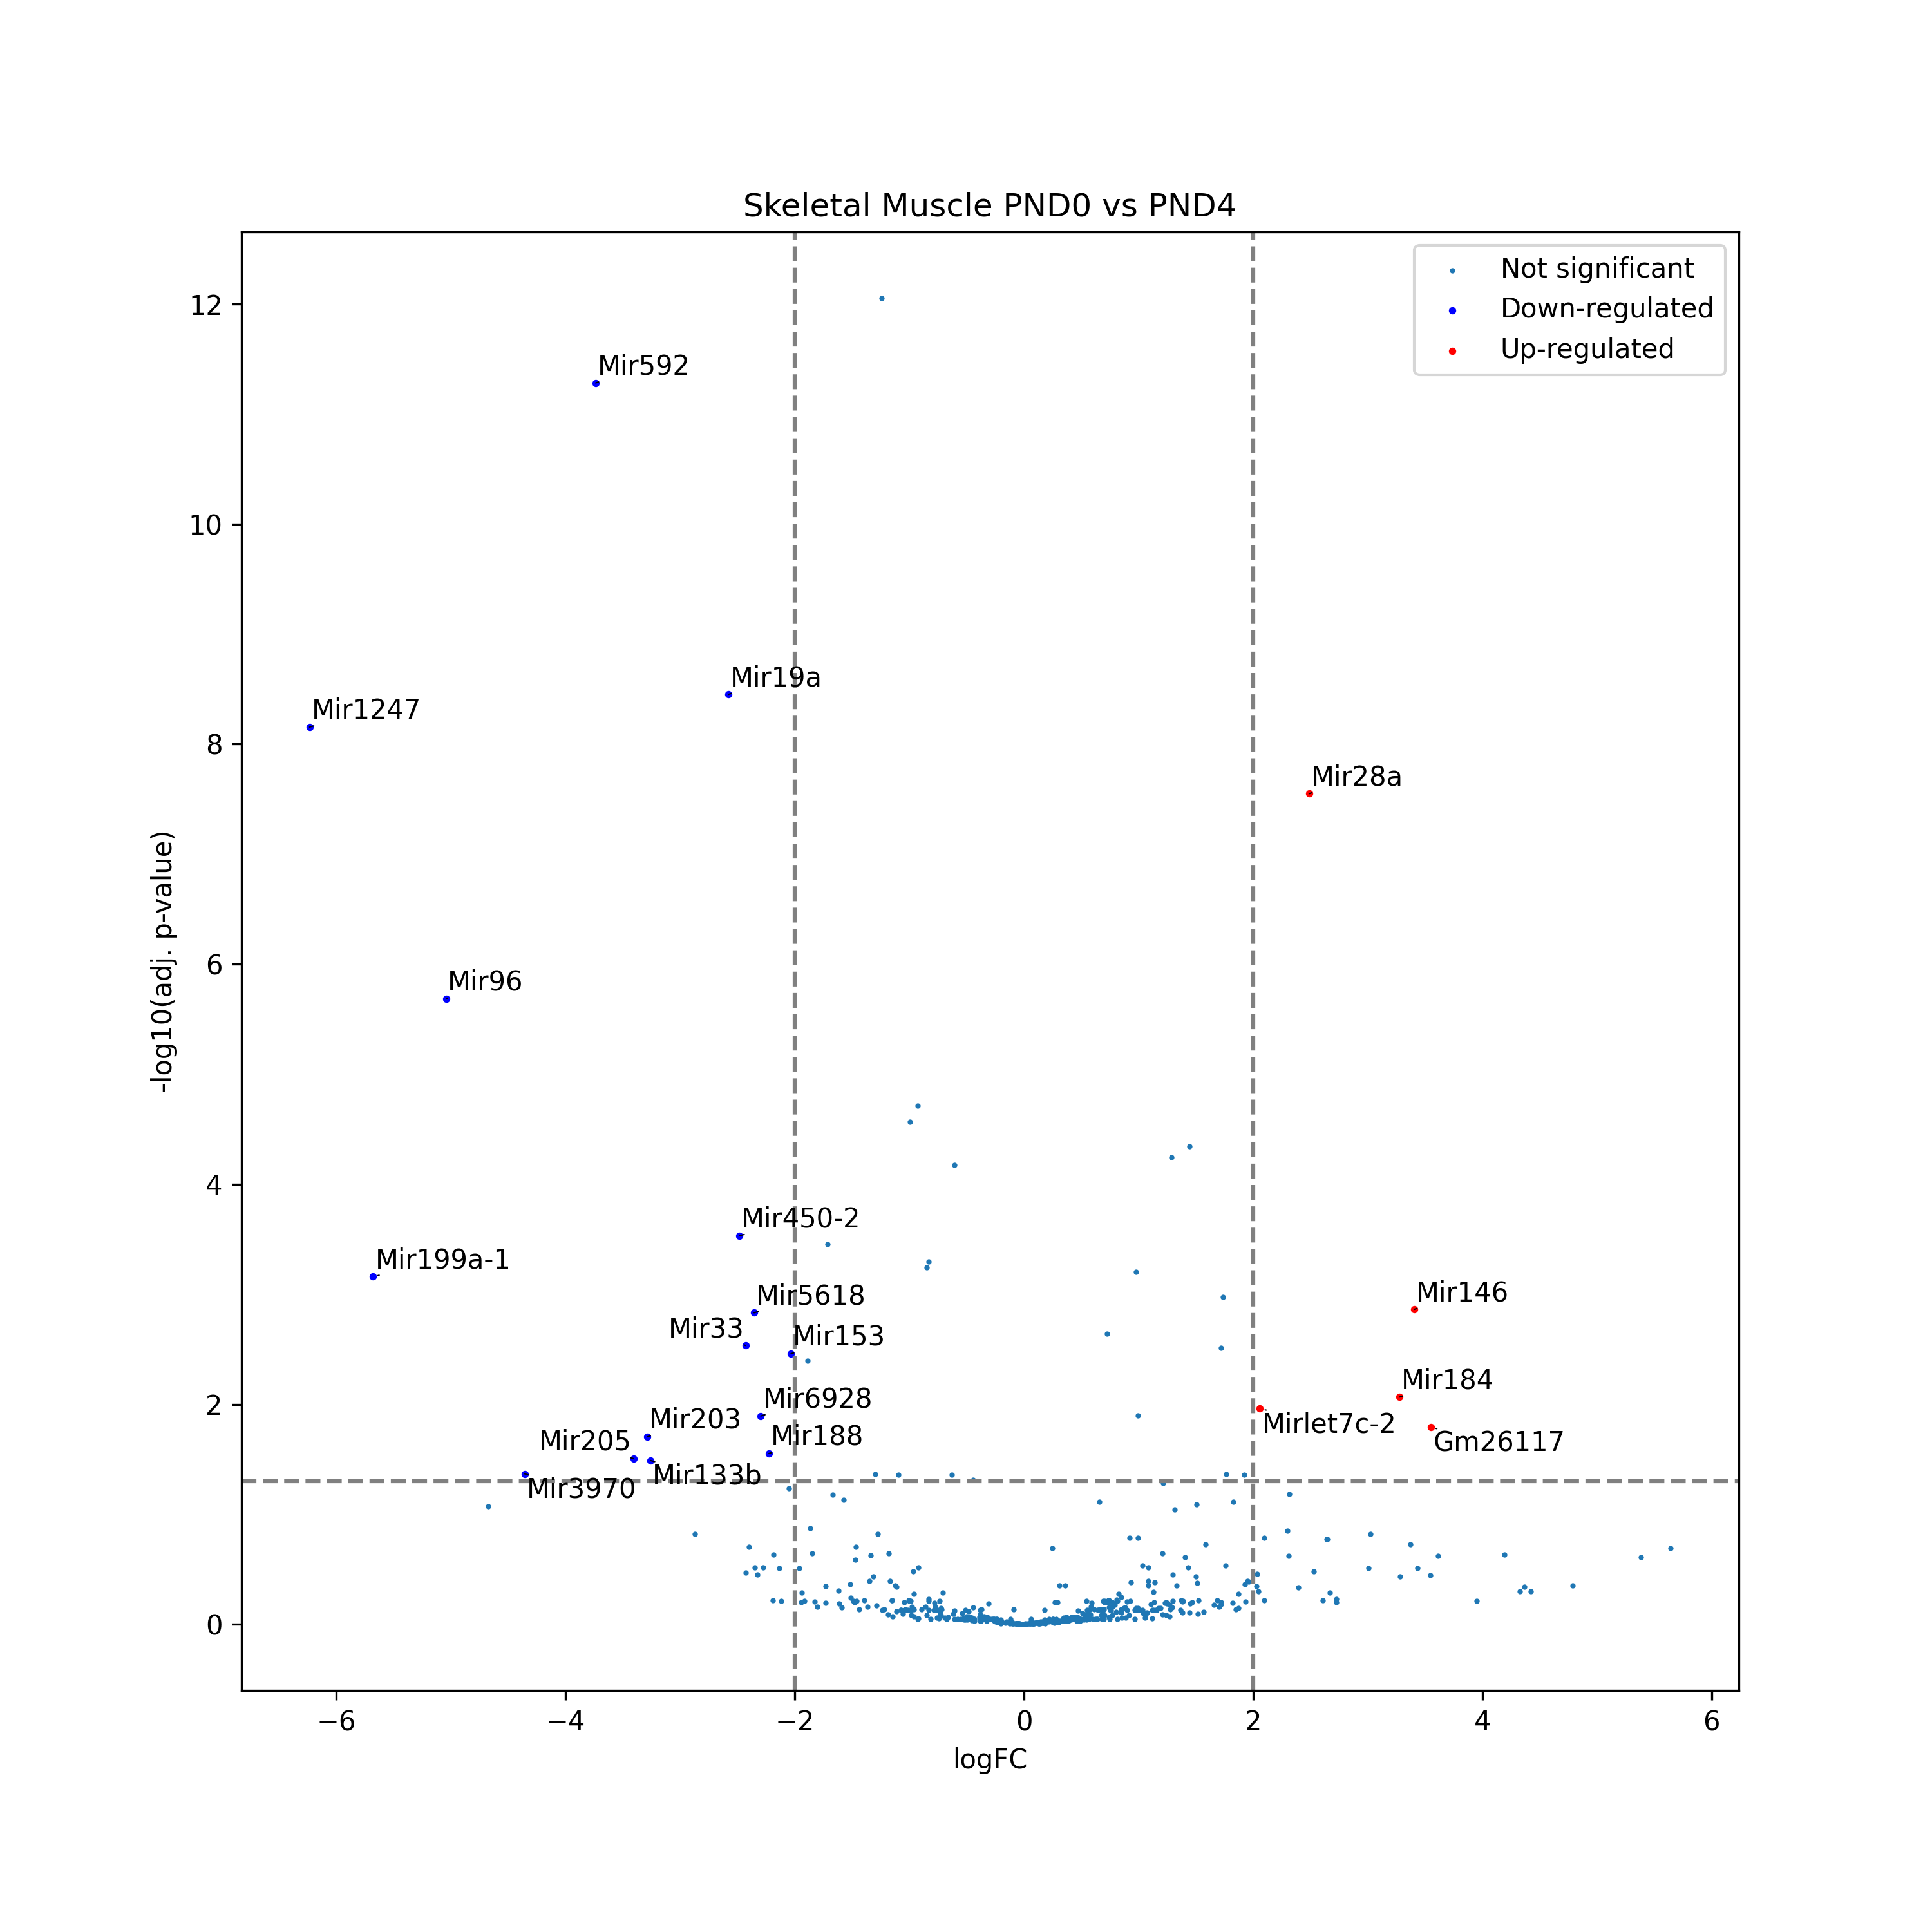 Skeletal Muscle PND0 vs PND4
Not significant
Down-regulated
Up-regulated
12
10
8
6
4
2
0
-log10(adj. p-value)
Mir592
Mir19a
Mir1247
Mir28a
Mir96
Mir450-2
Mir199a-1
Mir5618
Mir146
Mir33
Mir153
Mir184
Mir6928
Mir203
Mirlet7c-2
Mir188
Mir205
Gm26117
Mir133b
Mir3970
−6
−4
−2
0
2
4
6
logFC